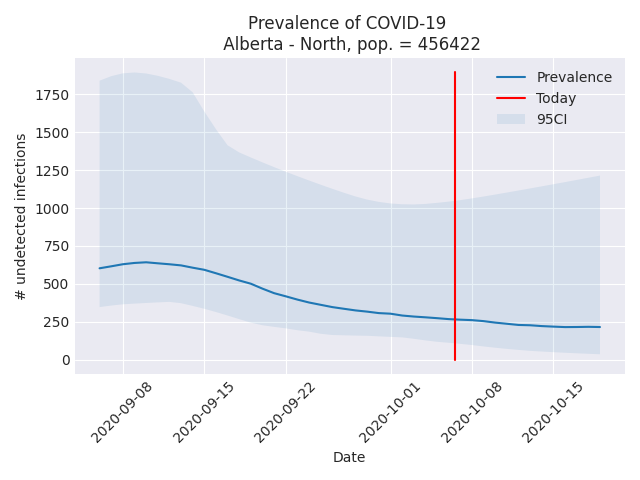 Prevalence of COVID-19
Alberta - North, pop. = 456422
Prevalence
Today
95CI
# undetected infections
1750
1500
1250
1000
750
500
250
0
2020-09-08
2020-09-15
2020-09-22
2020-10-01
2020-10-08
2020-10-15
Date